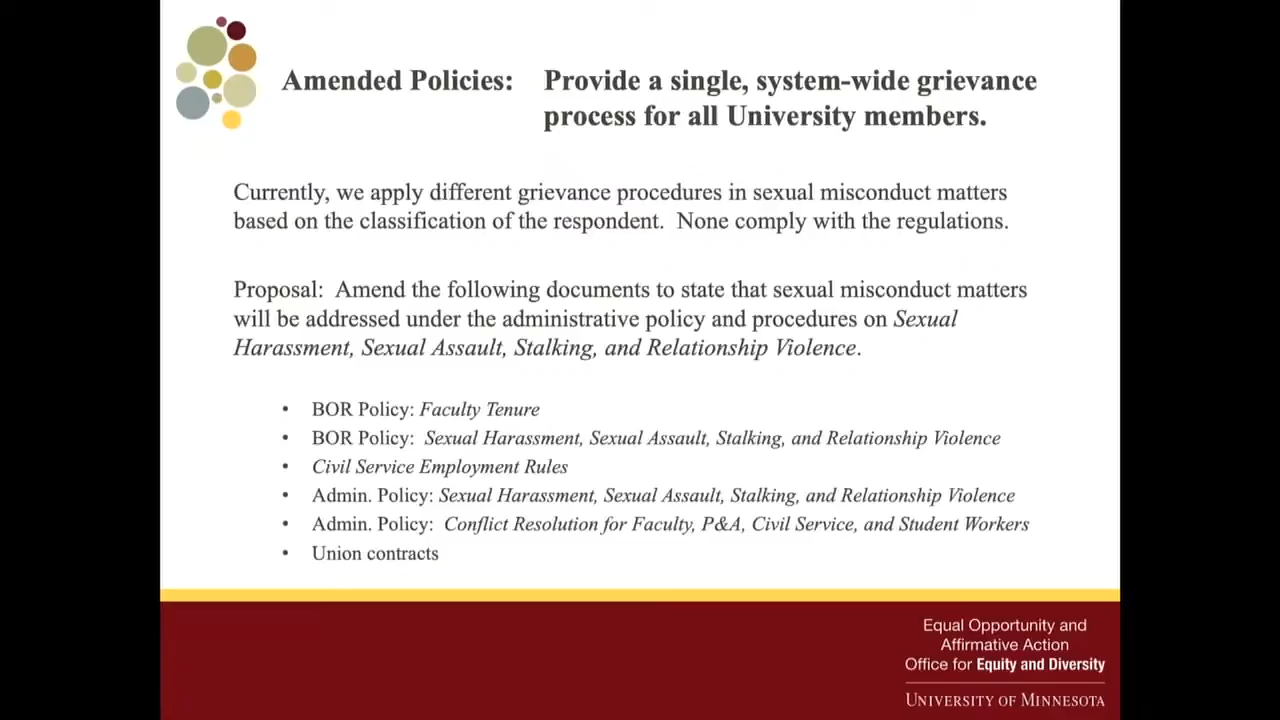 Amended Policies: Provide a single, system-wide grievance
process for all University members.
Currently, we apply different grievance procedures in sexual misconduct matters
based on the classification of the respondent. None comply with the regulations.
Proposal: Amend the following documents to state that sexual misconduct matters
will be addressed under the administrative policy and procedures on Sexual
Harassment, Sexual Assault, Stalking, and Relationship Violence.
• BOR Policy: Faculty Tenure
• BOR Policy: Sexual Harassment, Sexual Assault, Stalking, and Relationship Violence
• Civil Service Employment Rules
• Admin. Policy: Sexual Harassment, Sexual Assault, Stalking, and Relationship Violence
• Admin. Policy: Conflict Resolution for Faculty, P&A, Civil Service, and Student Workers
• Union contracts
Equal Opportunity and
Affirmative Action
Office for Equity and Diversity
UNIVERSITY OF MINNESOTA